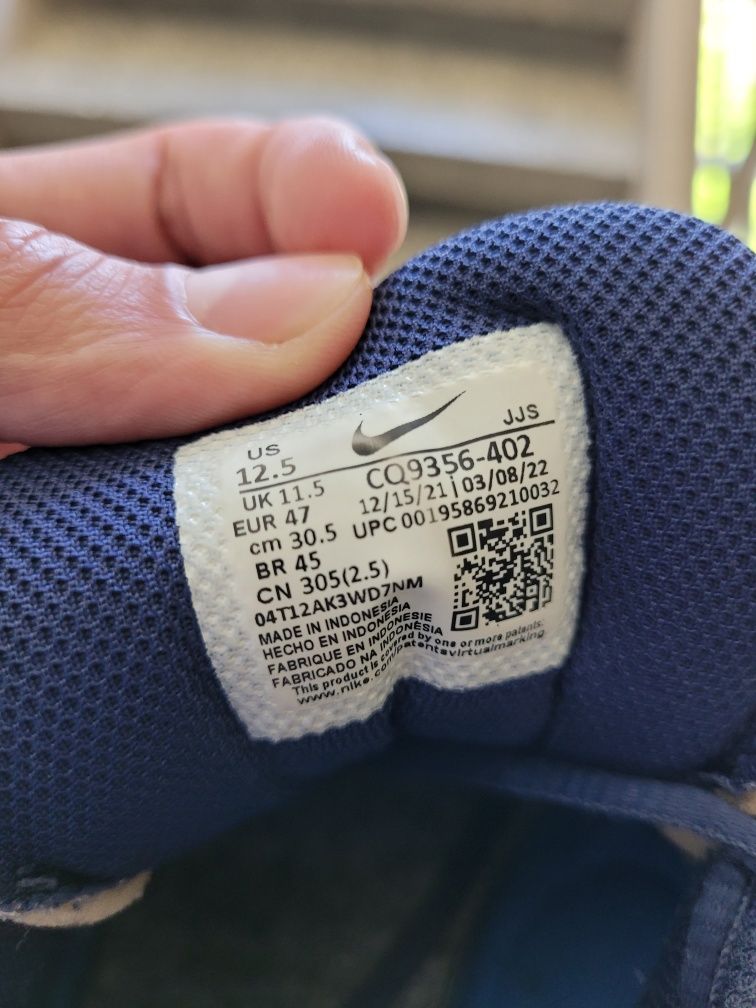 JJS
US
12.5
CQ9356-402
UK 11.5
12/15/21 | 03/08/22
EUR 47
UPC 00195869210032
cm 30.5
BR 45
CN 305(2.5)
04T12AK3WD7NM
MADE IN INDONESIA
HECHO EN INDONESIA
FABRIQUE EN INDONESIE
FABRICADO NA INDONÉSIA
This product is covered by one or more patents.
www.nike.com/patentsvirtualmarking